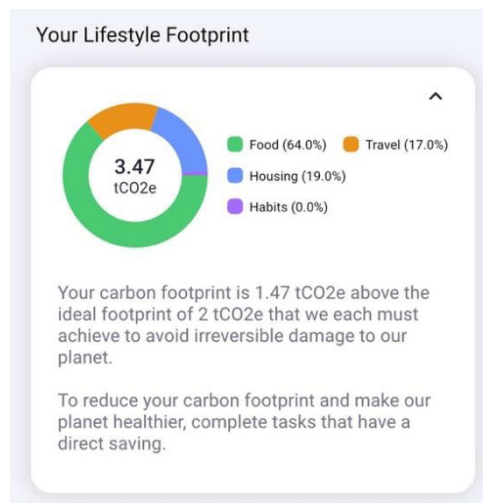 Your Lifestyle Footprint
3.47
tCO2e
Food (64.0%)
Travel (17.0%)
Housing (19.0%)
Habits (0.0%)
Your carbon footprint is 1.47 tCO2e above the
ideal footprint of 2 tCO2e that we each must
achieve to avoid irreversible damage to our
planet.
To reduce your carbon footprint and make our
planet healthier, complete tasks that have a
direct saving.